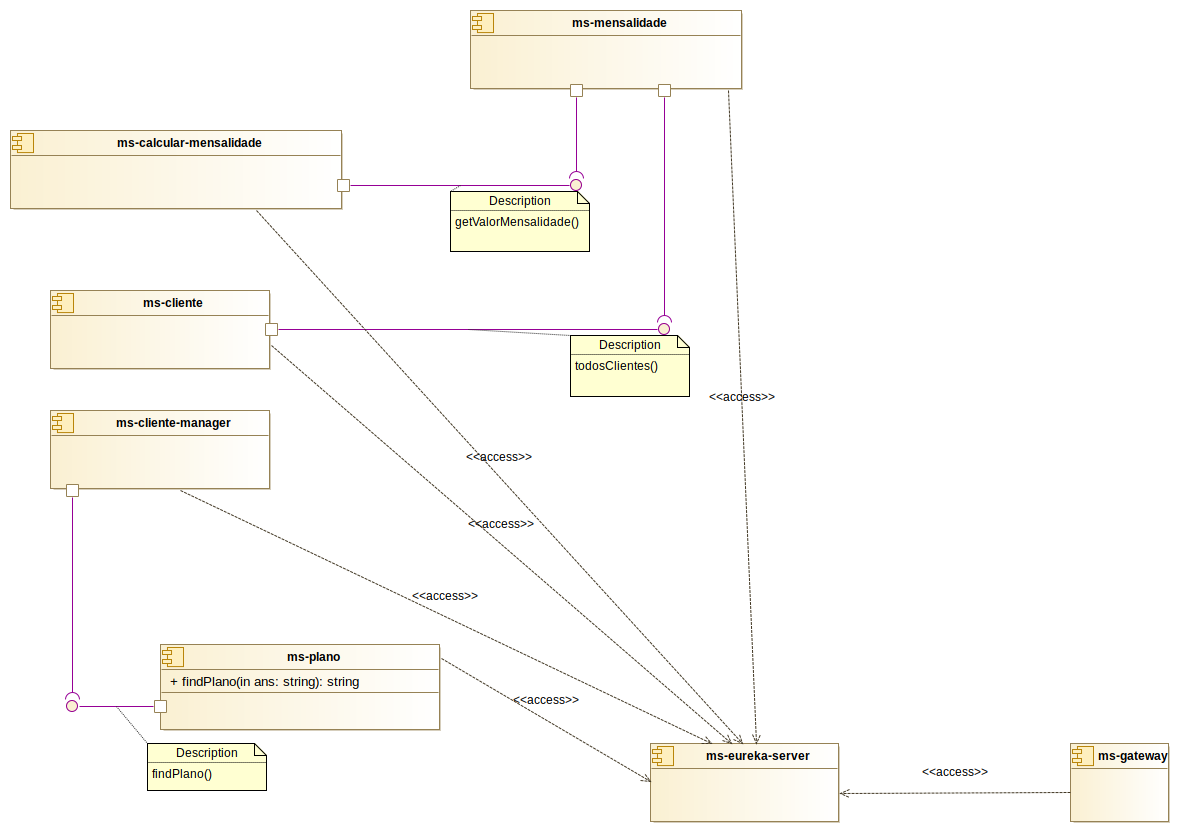 ms-mensalidade
ms-calcular-mensalidade
Description
getValorMensalidade()
ms-cliente
Description
todosClientes()
<<access>>
ms-cliente-manager
<<access>>
<<access>>
<<access>>
ms-plano
+ findPlano(in ans: string): string
<<access>>
Description
findPlano()
ms-eureka-server
ms-gateway
<<access>>